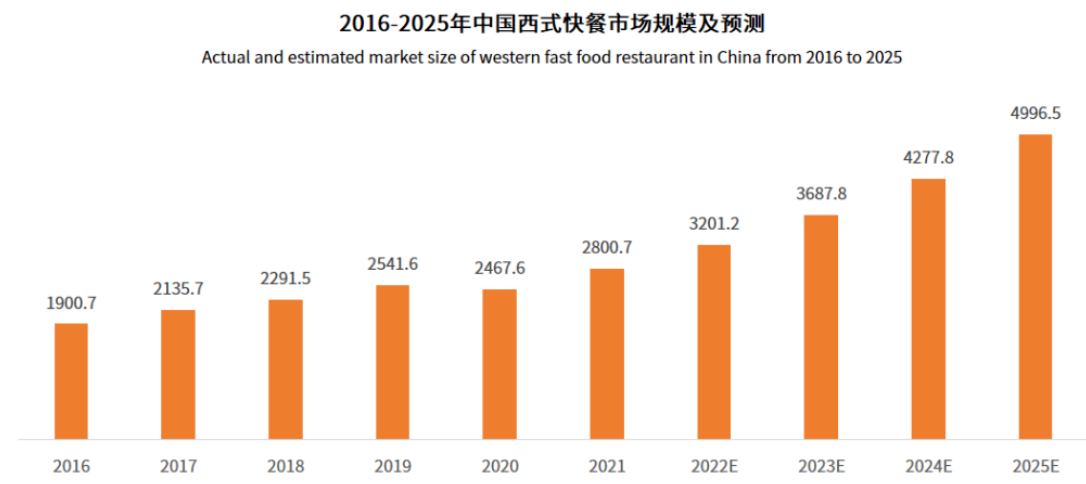 2016-2025年中国西式快餐市场规模及预测
Actual and estimated market size of western fast food restaurant in China from 2016 to 2025
1900.7 2135.7 2291.5 2541.6 2467.6 2800.7 3201.2 3687.8 4277.8 4996.5
2016 2017 2018 2019 2020 2021 2022E 2023E 2024E 2025E